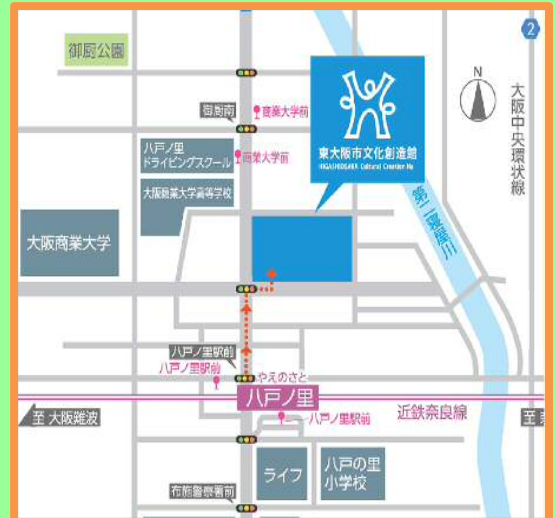 御厨公園
2
N
大阪中央環状線
御厨南
商業大学前
東大阪市文化創造館
HIGASHIOSAKA Cultural Creation Ha
八戸ノ里
ドライビングスクール
商業大学前
大阪商業大学高等学校
大阪商業大学
第二寝屋川
八戸ノ里駅前
八戸ノ里駅前
やえのさと
八戸ノ里
至 大阪難波
八戸ノ里駅前
近鉄奈良線
至
ライフ
八戸の里
小学校
布施警察署前